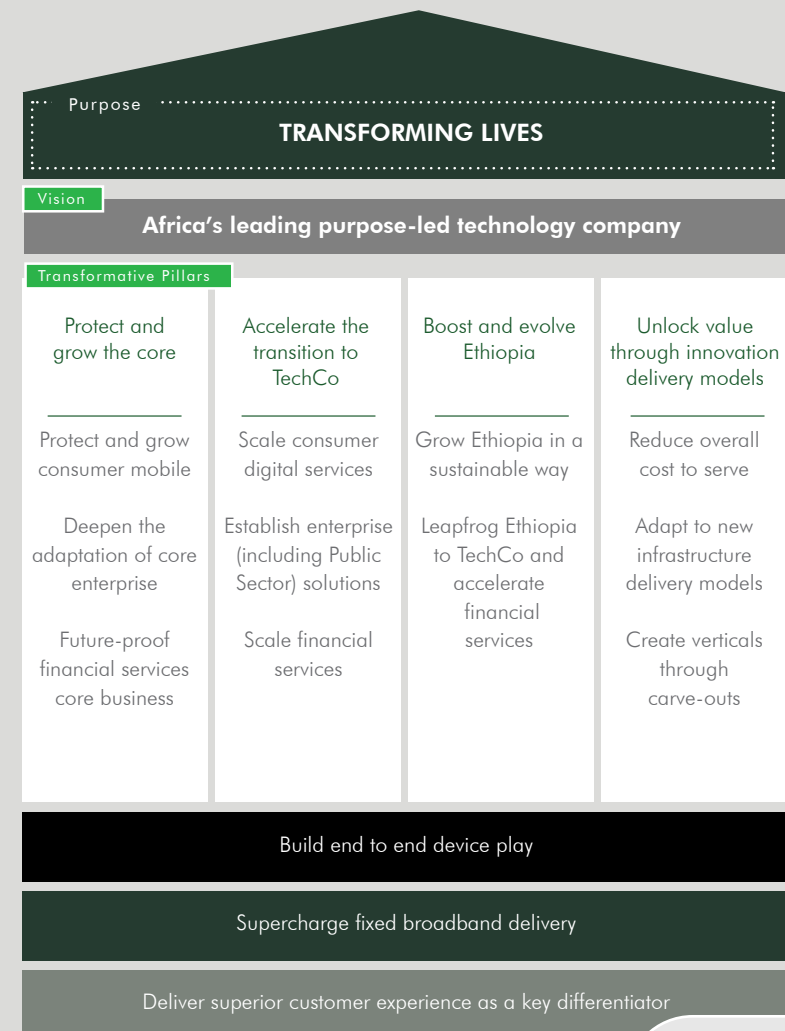 Purpose
TRANSFORMING LIVES
Vision
Africa's leading purpose-led technology company
Transformative Pillars
Protect and
grow the core
Protect and grow
consumer mobile
Deepen the
adaptation of core
enterprise
Future-proof
financial services
core business
Accelerate the
transition to
TechCo
Scale consumer
digital services
Establish enterprise
(including Public
Sector) solutions
Scale financial
services
Boost and evolve
Ethiopia
Grow Ethiopia in a
sustainable way
Leapfrog Ethiopia
to TechCo and
accelerate
financial
services
Unlock value
through innovation
delivery models
Reduce overall
cost to serve
Adapt to new
infrastructure
delivery models
Create verticals
through
carve-outs
Build end to end device play
Supercharge fixed broadband delivery
Deliver superior customer experience as a key differentiator